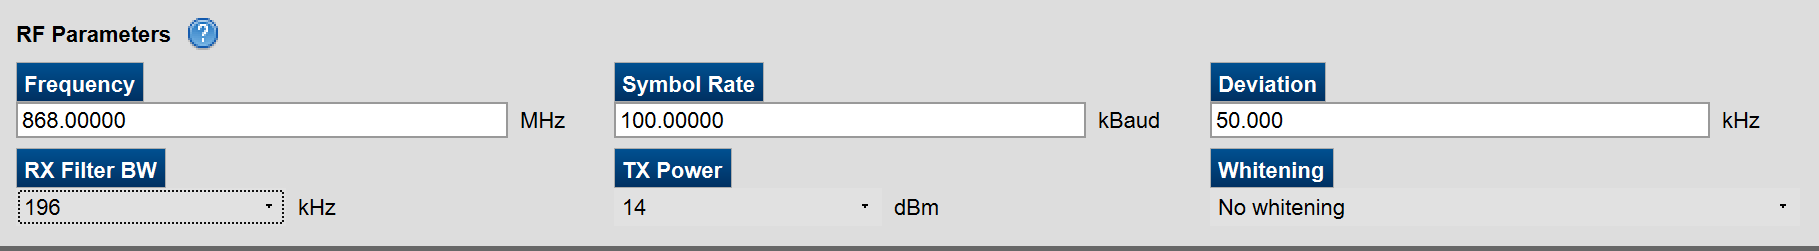 RF Parameters ?
Frequency Symbol Rate Deviation
868.00000 MHz 100.00000 kBaud 50.000 kHz
RX Filter BW TX Power Whitening
196 kHz 14 dBm No whitening